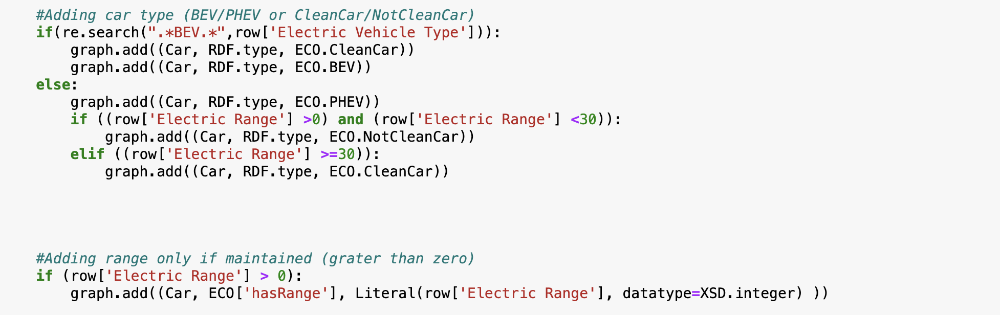 #Adding car type (BEV/PHEV or CleanCar/NotCleanCar)
if(re.search(".*BEV.*",row['Electric Vehicle Type'])):
    graph.add((Car, RDF.type, ECO.CleanCar))
    graph.add((Car, RDF.type, ECO.BEV))
else:
    graph.add((Car, RDF.type, ECO.PHEV))
    if ((row['Electric Range'] >0) and (row['Electric Range'] <30)):
        graph.add((Car, RDF.type, ECO.NotCleanCar))
    elif ((row['Electric Range'] >=30)):
        graph.add((Car, RDF.type, ECO.CleanCar))
#Adding range only if maintained (grater than zero)
if (row['Electric Range'] > 0):
    graph.add((Car, ECO['hasRange'], Literal(row['Electric Range'], datatype=XSD.integer) ))